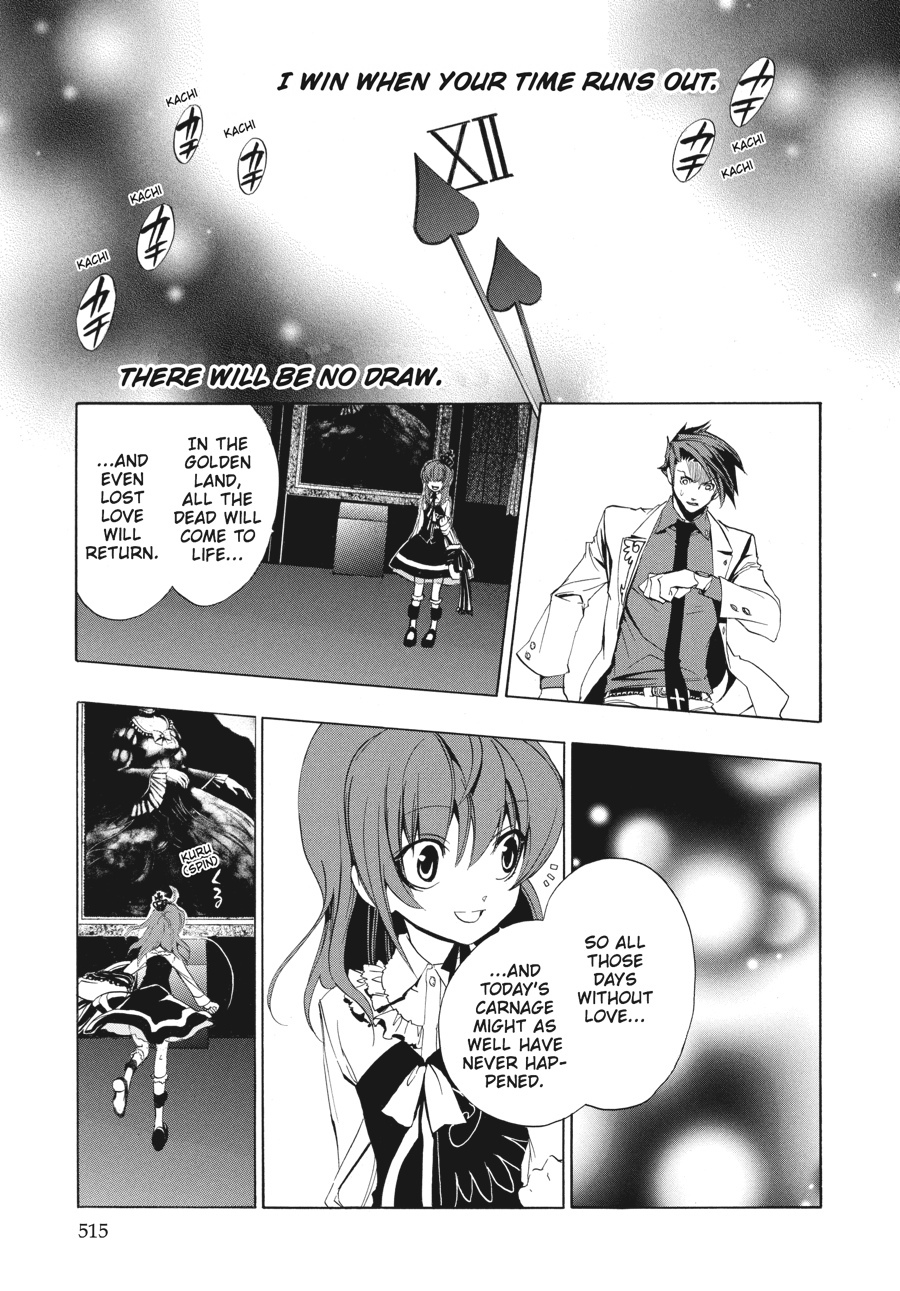 I WIN WHEN YOUR TIME RUNS OUT.
カチ
KACHI
KACHI
カチ
KACHI
カチ
XII
KACHI
カチ
KACHI
カチ
KACHI
カチ
THERE WILL BE NO DRAW.
IN THE
GOLDEN
LAND,
ALL THE
DEAD WILL
COME TO
LIFE...
...AND
EVEN
LOST
LOVE
WILL
RETURN.
SO ALL
THOSE
DAYS
WITHOUT
LOVE...
...AND
TODAY'S
CARNAGE
MIGHT AS
WELL HAVE
NEVER HAP-
PENED.
KURU
(SPIN)
515